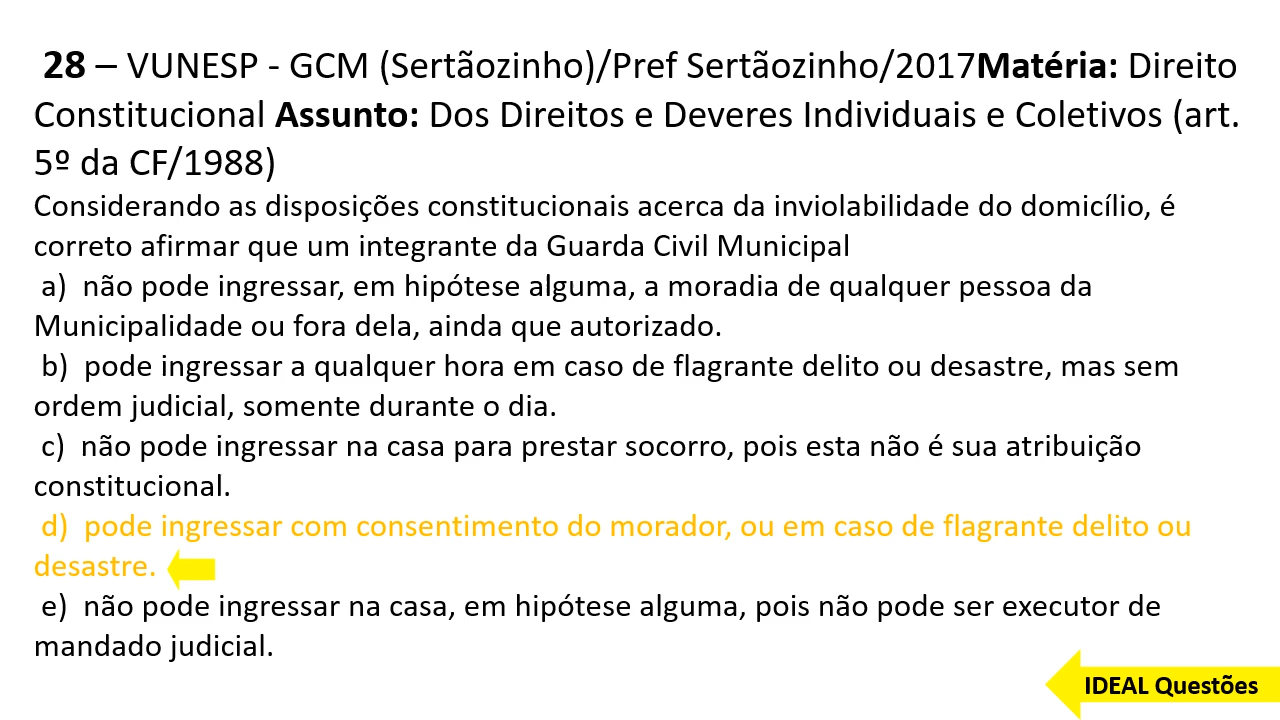 28 – VUNESP - GCM (Sertãozinho)/Pref Sertãozinho/2017Matéria: Direito
Constitucional Assunto: Dos Direitos e Deveres Individuais e Coletivos (art.
5º da CF/1988)
Considerando as disposições constitucionais acerca da inviolabilidade do domicílio, é
correto afirmar que um integrante da Guarda Civil Municipal
a) não pode ingressar, em hipótese alguma, a moradia de qualquer pessoa da
Municipalidade ou fora dela, ainda que autorizado.
b) pode ingressar a qualquer hora em caso de flagrante delito ou desastre, mas sem
ordem judicial, somente durante o dia.
c) não pode ingressar na casa para prestar socorro, pois esta não é sua atribuição
constitucional.
d) pode ingressar com consentimento do morador, ou em caso de flagrante delito ou
desastre.
e) não pode ingressar na casa, em hipótese alguma, pois não pode ser executor de
mandado judicial.
IDEAL Questões